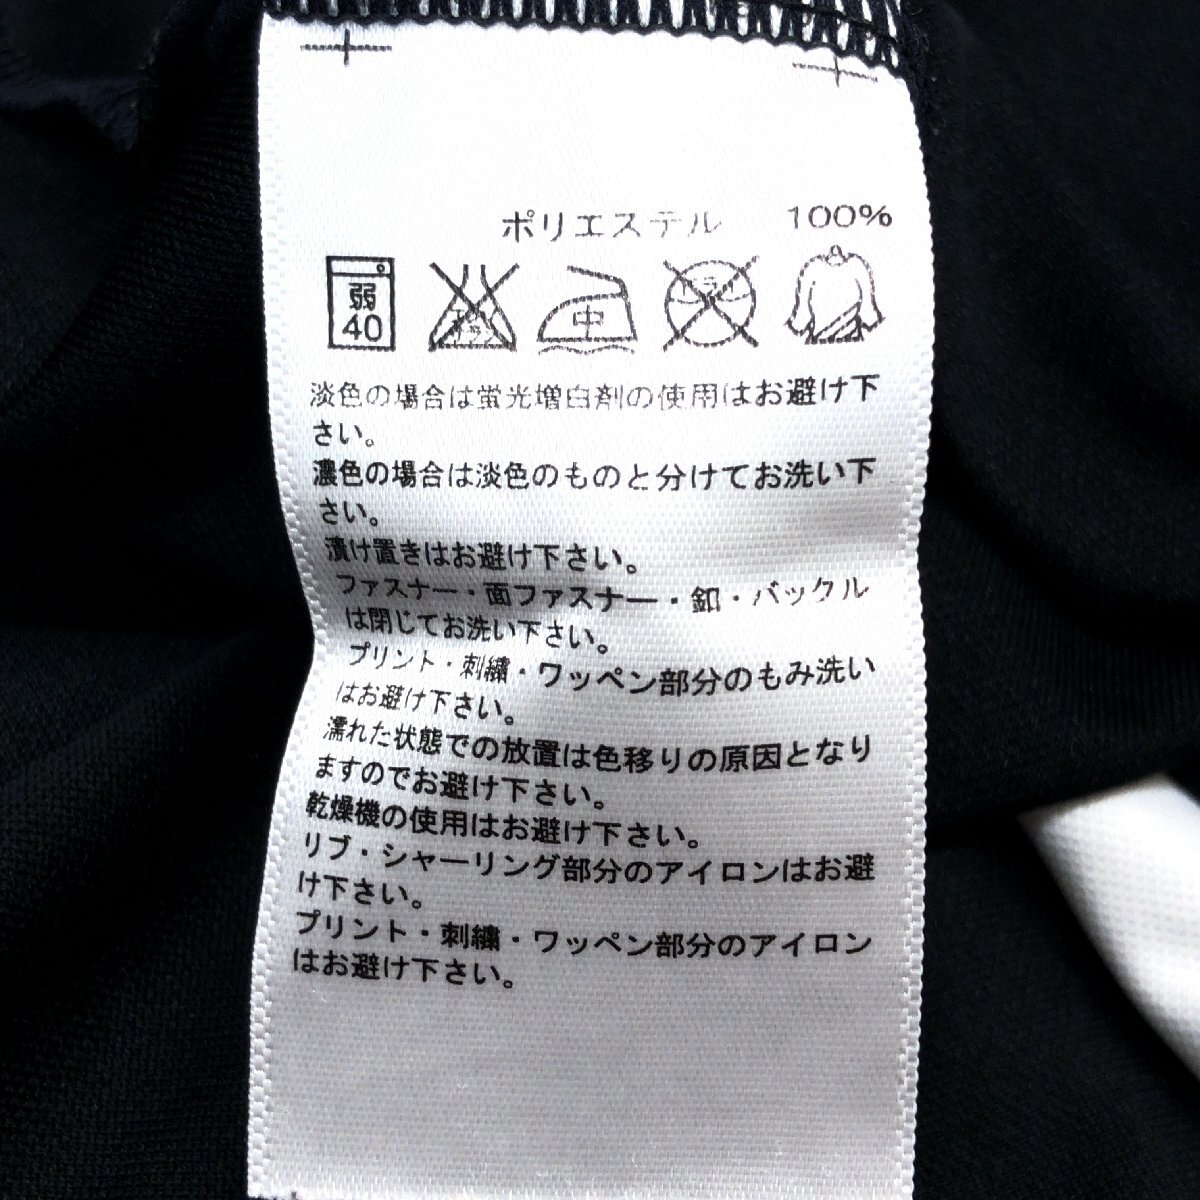 ポリエステル 100%
弱
40
中
淡色の場合は蛍光増白剤の使用はお避け下
さい。
濃色の場合は淡色のものと分けてお洗い下
さい。
漬け置きはお避け下さい。
ファスナー・面ファスナー・釦・バックル
は閉じてお洗い下さい。
プリント・刺繍・ワッペン部分のもみ洗い
はお避け下さい。
濡れた状態での放置は色移りの原因となり
ますのでお避け下さい。
乾燥機の使用はお避け下さい。
リブ・シャーリング部分のアイロンはお避
け下さい。
プリント・刺繍・ワッペン部分のアイロン
はお避け下さい。